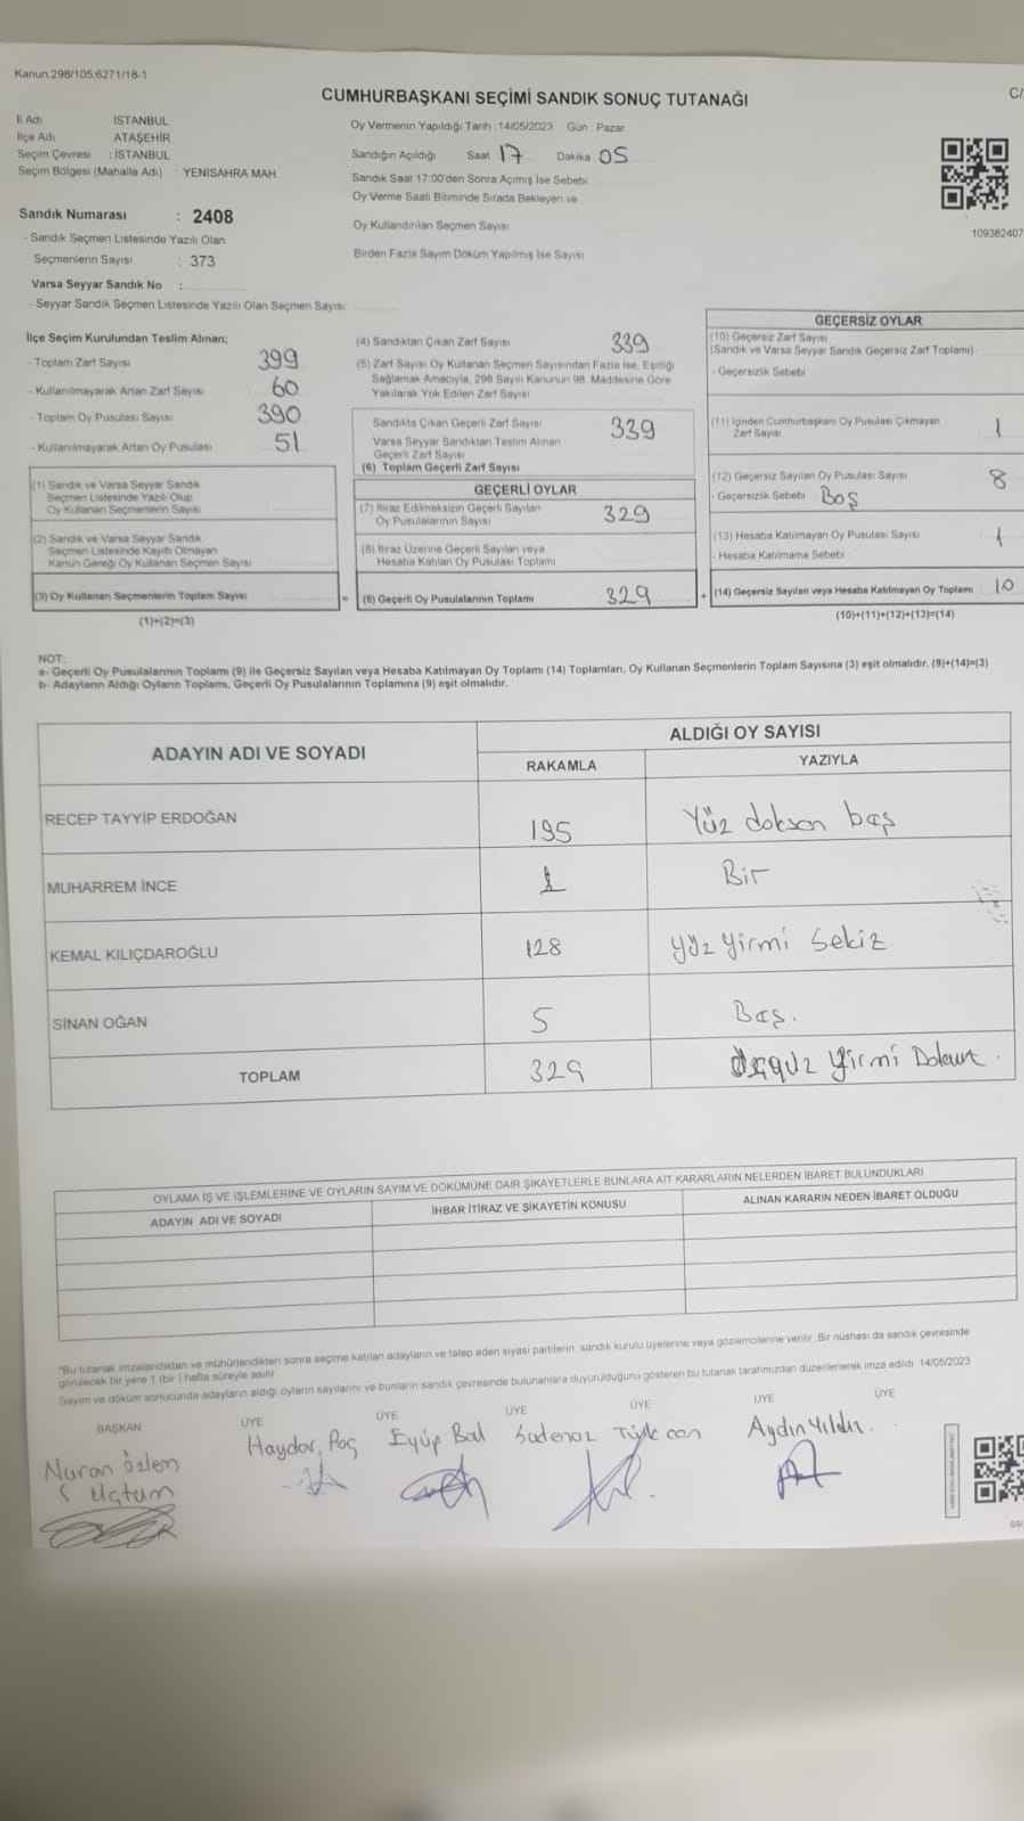 Kanun.298/105;6271/18-1
CUMHURBAŞKANI SEÇİMİ SANDIK SONUÇ TUTANAĞI
C/
İl Adı İSTANBUL
İlçe Adı ATAŞEHİR
Seçim Çevresi : İSTANBUL
Seçim Bölgesi (Mahalle Adı) : YENİSAHRA MAH.
Oy Vermenin Yapıldığı Tarih :14/05/2023 Gün : Pazar
Sandığın Açıldığı Saat 17 Dakika 05
Sandık Saat 17:00'den Sonra Açılmış İse Sebebi
Oy Verme Saati Bitiminde Sırada Bekleyen ve
Oy Kullandırılan Seçmen Sayısı
Birden Fazla Sayım Döküm Yapılmış İse Sayısı
109382407
Sandık Numarası : 2408
- Sandık Seçmen Listesinde Yazılı Olan
Seçmenlerin Sayısı : 373
Varsa Seyyar Sandık No :
- Seyyar Sandık Seçmen Listesinde Yazılı Olan Seçmen Sayısı:
İlçe Seçim Kurulundan Teslim Alınan;
- Toplam Zarf Sayısı 399
- Kullanılmayarak Artan Zarf Sayısı 60
- Toplam Oy Pusulası Sayısı 390
- Kullanılmayarak Artan Oy Pusulası 51
(1) Sandık ve Varsa Seyyar Sandık
Seçmen Listesinde Yazılı Olup
Oy Kullanan Seçmenlerin Sayısı
(2) Sandık ve Varsa Seyyar Sandık
Seçmen Listesinde Kayıtlı Olmayan
Kanun Gereği Oy Kullanan Seçmen Sayısı
(3) Oy Kullanan Seçmenlerin Toplam Sayısı
(1)+(2)=(3)
(4) Sandıktan Çıkan Zarf Sayısı 339
(5) Zarf Sayısı Oy Kullanan Seçmen Sayısından Fazla İse, Eşitliği
Sağlamak Amacıyla, 298 Sayılı Kanunun 98. Maddesine Göre
Yakılarak Yok Edilen Zarf Sayısı
Sandıkta Çıkan Geçerli Zarf Sayısı 339
Varsa Seyyar Sandıktan Teslim Alınan
Geçerli Zarf Sayısı
(6) Toplam Geçerli Zarf Sayısı
GEÇERLİ OYLAR
(7) İtiraz Edilmeksizin Geçerli Sayılan
Oy Pusulalarının Sayısı 329
(8) İtiraz Üzerine Geçerli Sayılan veya
Hesaba Katılan Oy Pusulası Toplamı
= (9) Geçerli Oy Pusulalarının Toplamı 329
GEÇERSİZ OYLAR
(10) Geçersiz Zarf Sayısı
(Sandık ve Varsa Seyyar Sandık Geçersiz Zarf Toplamı)
- Geçersizlik Sebebi
(11) İçinden Cumhurbaşkanı Oy Pusulası Çıkmayan
Zarf Sayısı 1
(12) Geçersiz Sayılan Oy Pusulası Sayısı 8
- Geçersizlik Sebebi Boş
(13) Hesaba Katılmayan Oy Pusulası Sayısı 1
- Hesaba Katılmama Sebebi
+ (14) Geçersiz Sayılan veya Hesaba Katılmayan Oy Toplamı 10
(10)+(11)+(12)+(13)=(14)
NOT:
a- Geçerli Oy Pusulalarının Toplamı (9) ile Geçersiz Sayılan veya Hesaba Katılmayan Oy Toplamı (14) Toplamları, Oy Kullanan Seçmenlerin Toplam Sayısına (3) eşit olmalıdır. (9)+(14)=(3)
b- Adayların Aldığı Oyların Toplamı, Geçerli Oy Pusulalarının Toplamına (9) eşit olmalıdır.
ADAYIN ADI VE SOYADI
ALDIĞI OY SAYISI
RAKAMLA YAZIYLA
RECEP TAYYİP ERDOĞAN 195 Yüz doksan beş
MUHARREM İNCE 1 Bir
KEMAL KILIÇDAROĞLU 128 Yüz Yirmi Sekiz
SİNAN OĞAN 5 Beş.
TOPLAM 329 Yirmi Dokuz.
OYLAMA İŞ VE İŞLEMLERİNE VE OYLARIN SAYIM VE DÖKÜMÜNE DAİR ŞİKAYETLERLE BUNLARA AİT KARARLARIN NELERDEN İBARET BULUNDUKLARI
ADAYIN ADI VE SOYADI İHBAR İTİRAZ VE ŞİKAYETİN KONUSU ALINAN KARARIN NEDEN İBARET OLDUĞU
"Bu tutanak imzalandıktan ve mühürlendikten sonra seçime katılan adayların ve talep eden siyasi partilerin, sandık kurulu üyelerine veya gözlemcilerine verilir. Bir nüshası da sandık çevresinde
görülecek bir yere 1 (bir ) hafta süreyle asılır.
Sayım ve döküm sonucunda adayların aldığı oyların sayılarını ve bunların sandık çevresinde bulunanlara duyurulduğunu gösteren bu tutanak tarafımızdan düzenlenerek imza edildi. 14/05/2023
BAŞKAN ÜYE ÜYE ÜYE ÜYE ÜYE ÜYE
Nuran özlem Haydar Eyüp Bal Sudenaz Türkcan Aydın Yıldız.